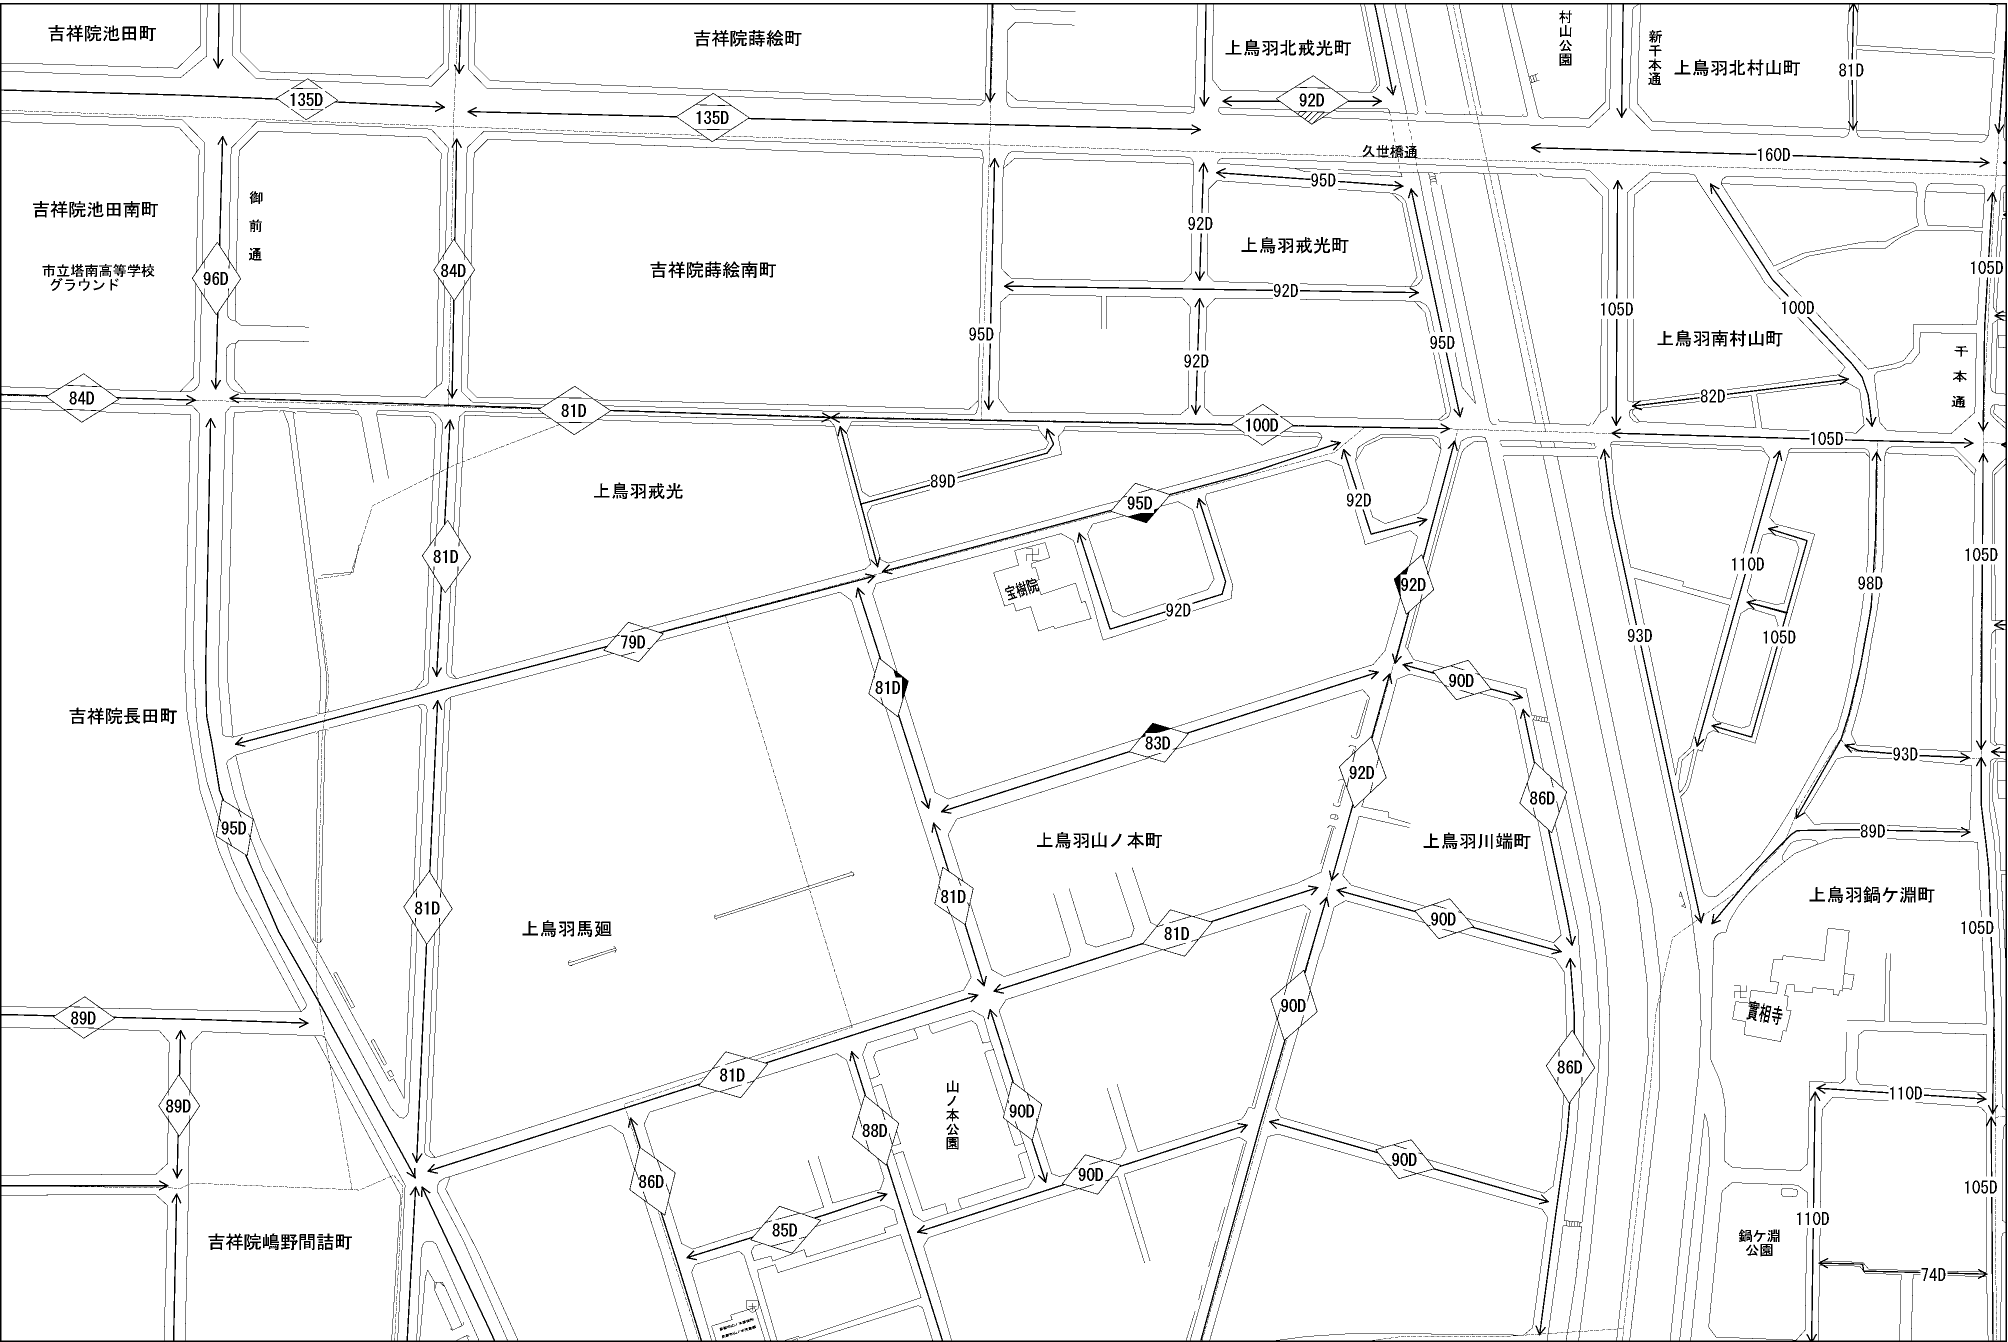 吉祥院池田町
吉祥院蒔絵町
上鳥羽北戒光町
村山公園
新千本通
上鳥羽北村山町
81D
135D
135D
92D
久世橋通
160D
95D
吉祥院池田南町
御前通
92D
上鳥羽戒光町
市立塔南高等学校
グラウンド
96D
84D
吉祥院蒔絵南町
105D
92D
105D
100D
95D
95D
上鳥羽南村山町
千本通
92D
84D
81D
82D
100D
105D
89D
上鳥羽戒光
95D
92D
81D
105D
110D
98D
92D
宝樹院
92D
79D
93D
105D
81D
90D
吉祥院長田町
83D
93D
92D
86D
95D
89D
上鳥羽山ノ本町
上鳥羽川端町
81D
81D
上鳥羽鍋ケ淵町
上鳥羽馬廻
81D
90D
105D
90D
89D
寶相寺
86D
81D
110D
89D
山ノ本公園
90D
88D
90D
86D
90D
105D
110D
85D
吉祥院嶋野間詰町
鍋ケ淵
公園
74D